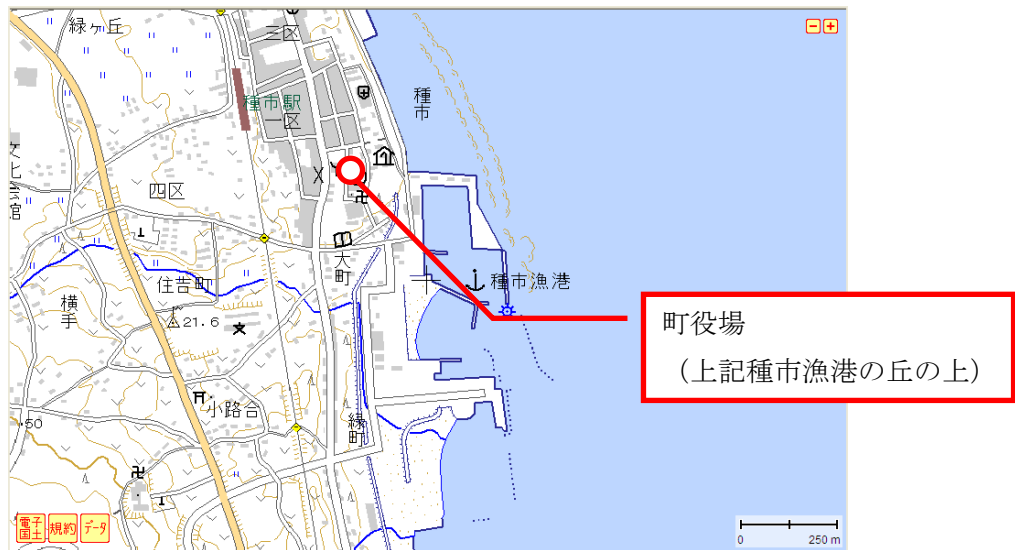 緑ヶ丘
三区
種市
種市駅
一区
四区
大町
住吉町
種市漁港
横手
21.6
小路合
緑町
50
町役場
（上記種市漁港の丘の上）
電子国土
規約
データ
0
250 m